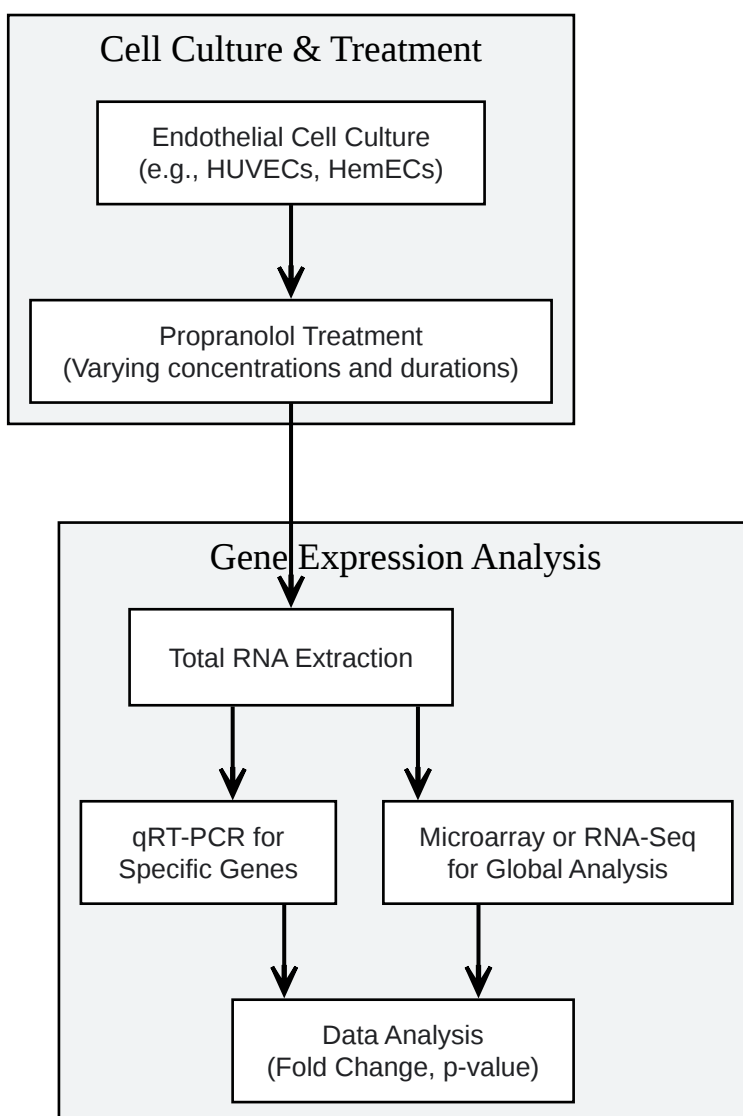 Cell Culture & Treatment
Endothelial Cell Culture
(e.g., HUVECs, HemECs)
Propranolol Treatment
(Varying concentrations and durations)
Gene Expression Analysis
Total RNA Extraction
qRT-PCR for
Specific Genes
Microarray or RNA-Seq
for Global Analysis
Data Analysis
(Fold Change, p-value)